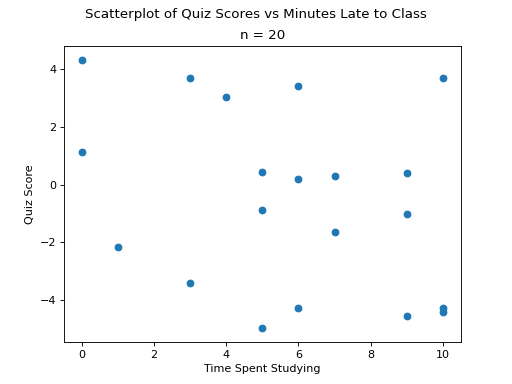 Scatterplot of Quiz Scores vs Minutes Late to Class
n = 20
4
2
0
−2
−4
Quiz Score
0 2 4 6 8 10
Time Spent Studying